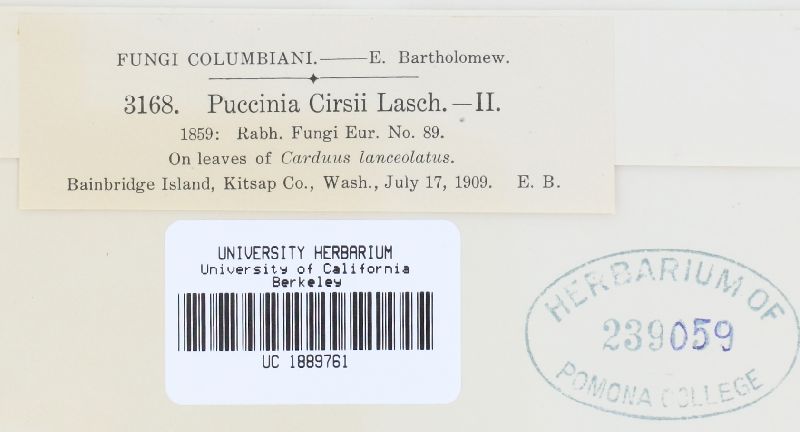 FUNGI COLUMBIANI.——E. Bartholomew.
3168. Puccinia Cirsii Lasch.—II.
1859: Rabh. Fungi Eur. No. 89.
On leaves of Carduus lanceolatus.
Bainbridge Island, Kitsap Co., Wash., July 17, 1909. E. B.
UNIVERSITY HERBARIUM
University of California
Berkeley
UC 1889761
HERBARIUM OF
239059
POMONA COLLEGE